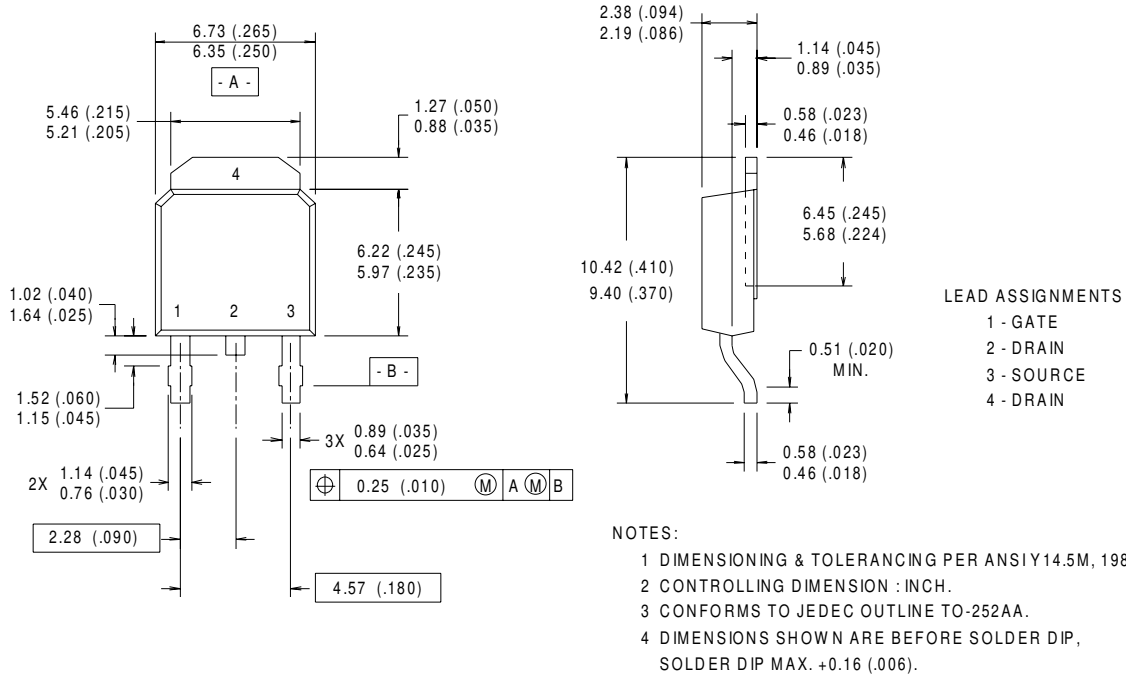 6.73 (.265)
6.35 (.250)
- A -
5.46 (.215)
5.21 (.205)
1.27 (.050)
0.88 (.035)
4
6.22 (.245)
5.97 (.235)
1.02 (.040)
1.64 (.025)
1 2 3
- B -
1.52 (.060)
1.15 (.045)
3X 0.89 (.035)
0.64 (.025)
2X 1.14 (.045)
0.76 (.030)
⌖ 0.25 (.010) Ⓜ A Ⓜ B
2.28 (.090)
4.57 (.180)
2.38 (.094)
2.19 (.086)
1.14 (.045)
0.89 (.035)
0.58 (.023)
0.46 (.018)
6.45 (.245)
5.68 (.224)
10.42 (.410)
9.40 (.370)
0.51 (.020)
MIN.
0.58 (.023)
0.46 (.018)
LEAD ASSIGNMENTS
1 - GATE
2 - DRAIN
3 - SOURCE
4 - DRAIN
NOTES:
1 DIMENSIONING & TOLERANCING PER ANSI Y14.5M, 198
2 CONTROLLING DIMENSION : INCH.
3 CONFORMS TO JEDEC OUTLINE TO-252AA.
4 DIMENSIONS SHOWN ARE BEFORE SOLDER DIP,
SOLDER DIP MAX. +0.16 (.006).